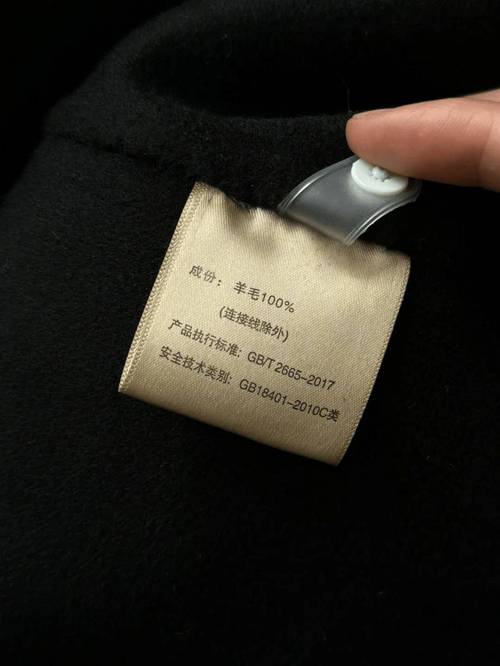 成份：羊毛100%
(连接线除外)
产品执行标准：GB/T 2665-2017
安全技术类别：GB18401-2010C类